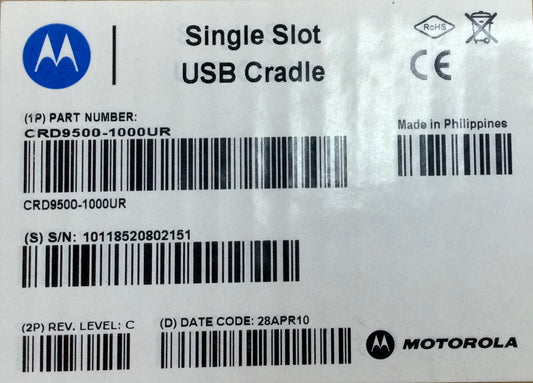 Single Slot
USB Cradle
RoHS
CE
(1P) PART NUMBER:
CRD9500-1000UR
Made in Philippines
CRD9500-1000UR
(S) S/N: 10118520802151
(2P) REV. LEVEL: C
(D) DATE CODE: 28APR10
MOTOROLA